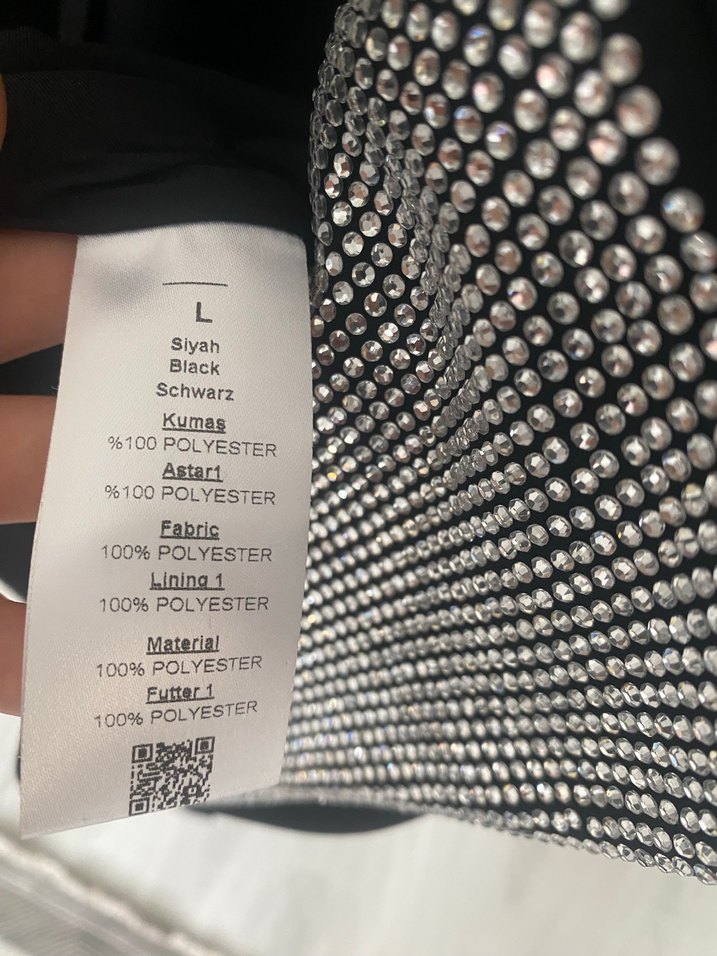 L
Siyah
Black
Schwarz
Kumas
%100 POLYESTER
Astar1
%100 POLYESTER
Fabric
100% POLYESTER
Lining 1
100% POLYESTER
Material
100% POLYESTER
Futter 1
100% POLYESTER